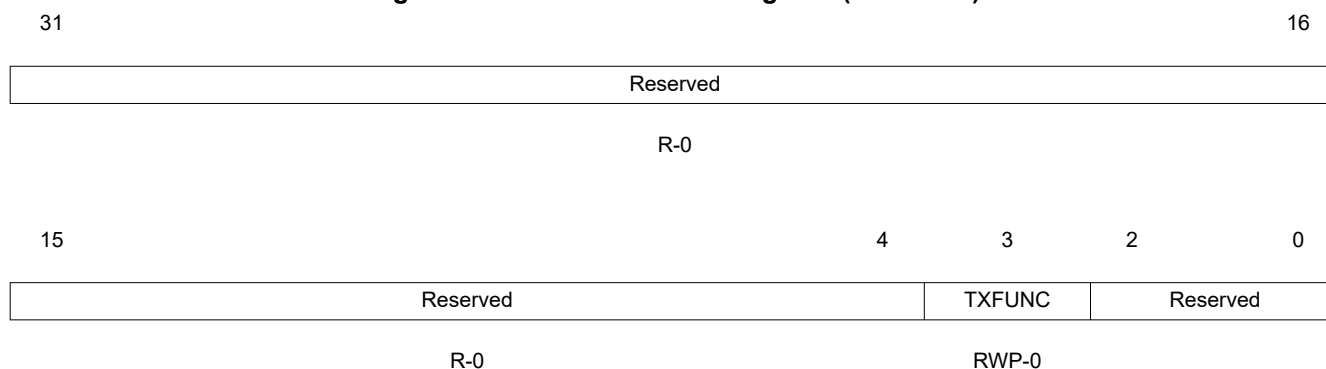 31 16
Reserved
R-0
15 4 3 2 0
Reserved TXFUNC Reserved
R-0 RWP-0